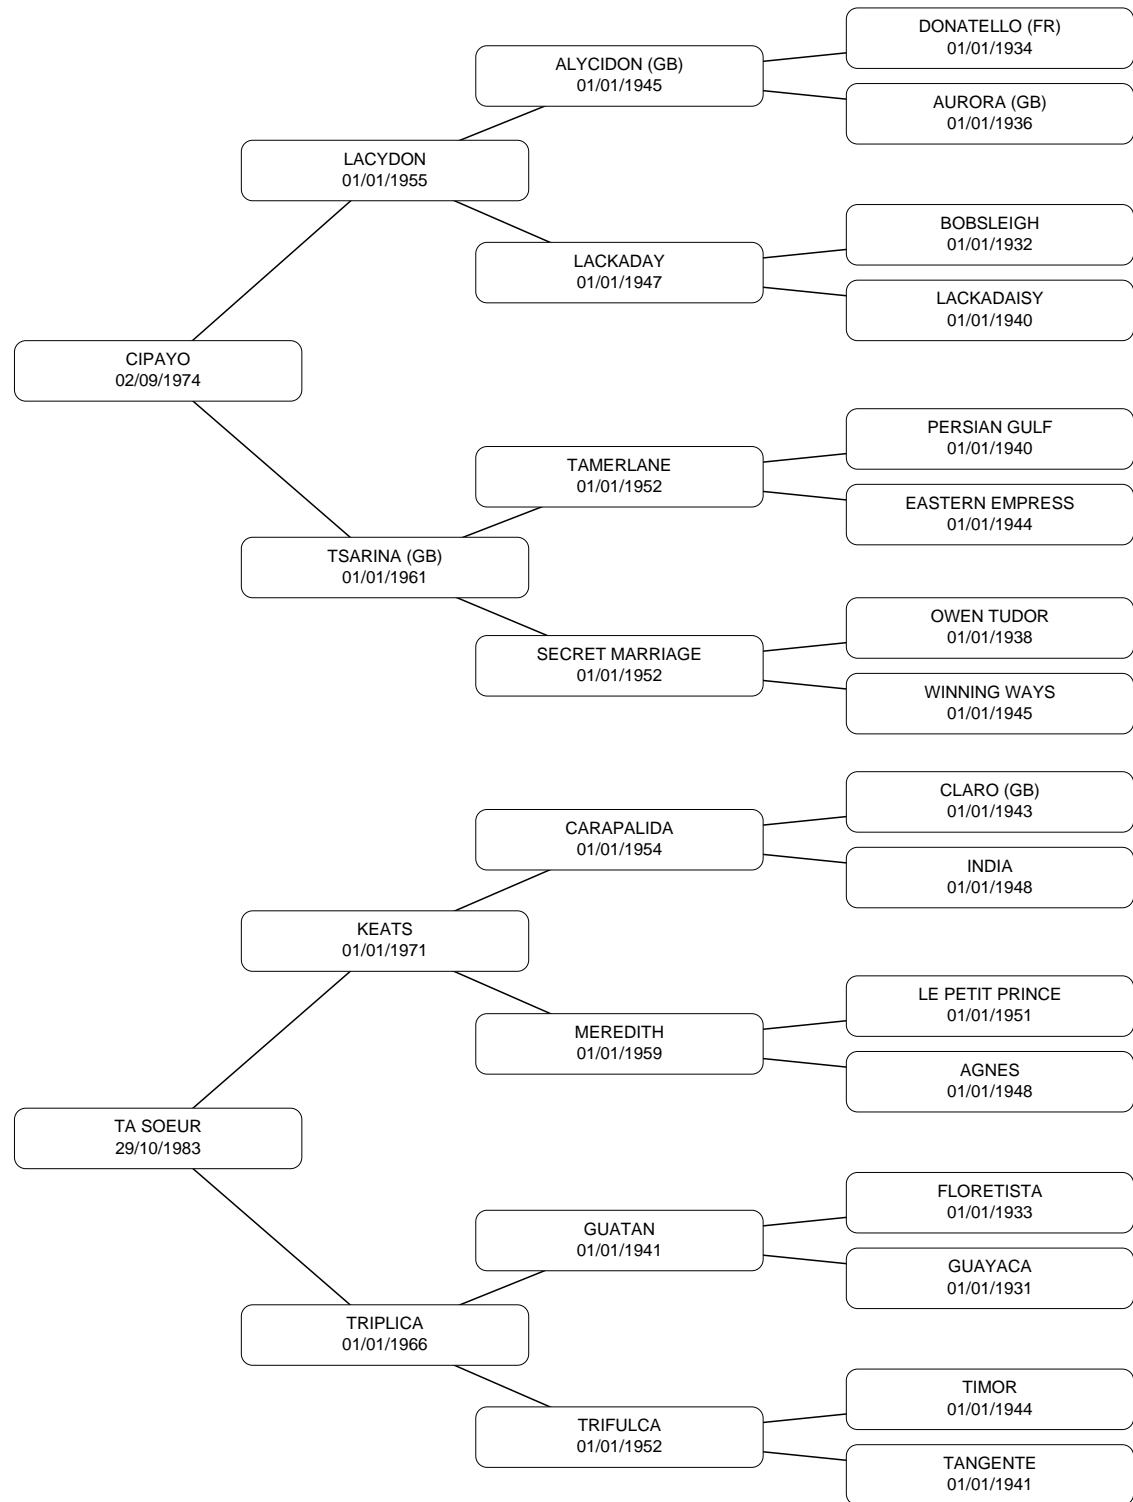 DONATELLO (FR)
01/01/1934
ALYCIDON (GB)
01/01/1945
AURORA (GB)
01/01/1936
LACYDON
01/01/1955
BOBSLEIGH
01/01/1932
LACKADAY
01/01/1947
LACKADAISY
01/01/1940
CIPAYO
02/09/1974
PERSIAN GULF
01/01/1940
TAMERLANE
01/01/1952
EASTERN EMPRESS
01/01/1944
TSARINA (GB)
01/01/1961
OWEN TUDOR
01/01/1938
SECRET MARRIAGE
01/01/1952
WINNING WAYS
01/01/1945
CLARO (GB)
01/01/1943
CARAPALIDA
01/01/1954
INDIA
01/01/1948
KEATS
01/01/1971
LE PETIT PRINCE
01/01/1951
MEREDITH
01/01/1959
AGNES
01/01/1948
TA SOEUR
29/10/1983
FLORETISTA
01/01/1933
GUATAN
01/01/1941
GUAYACA
01/01/1931
TRIPLICA
01/01/1966
TIMOR
01/01/1944
TRIFULCA
01/01/1952
TANGENTE
01/01/1941